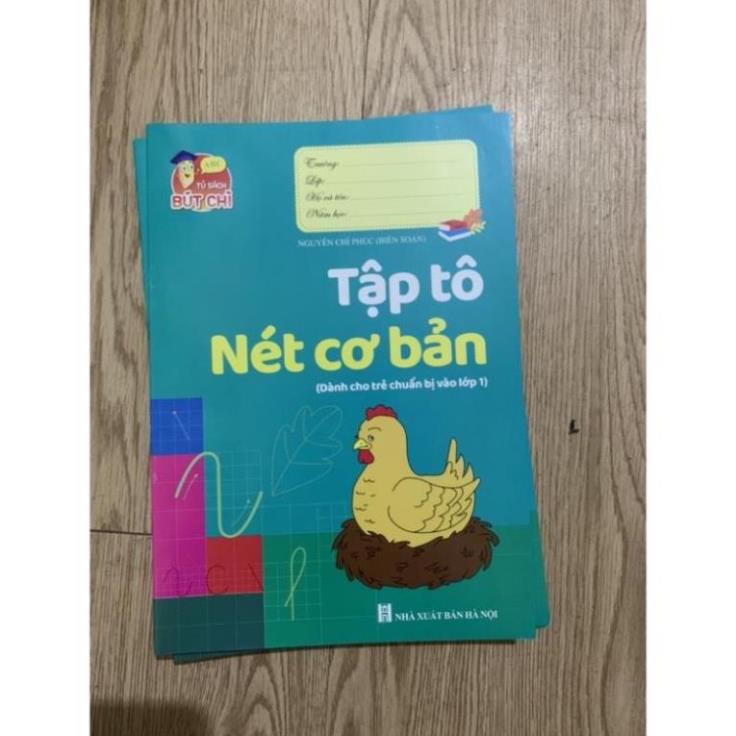 ABC
TỦ SÁCH
BÚT CHÌ
Trường:
Lớp:
Họ và tên:
Năm học:
NGUYỄN CHÍ PHÚC (BIÊN SOẠN)
Tập tô
Nét cơ bản
(Dành cho trẻ chuẩn bị vào lớp 1)
NHÀ XUẤT BẢN HÀ NỘI